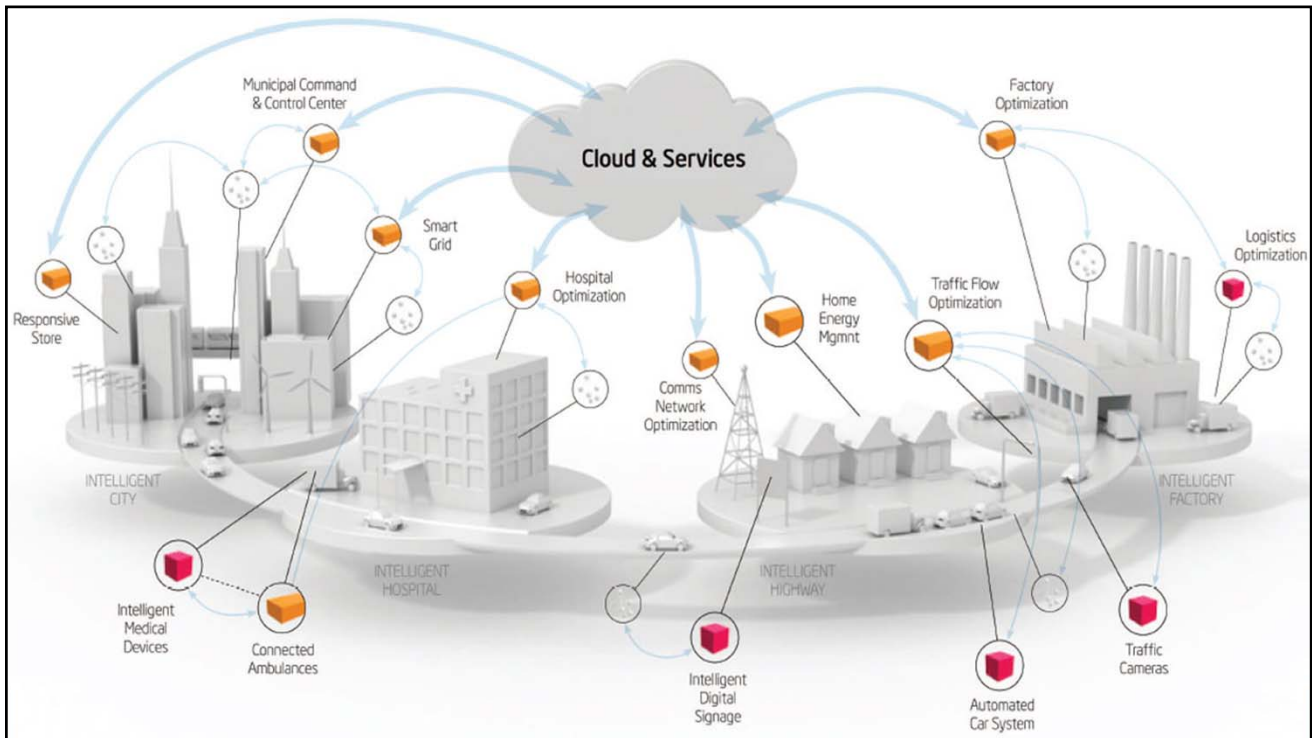 Municipal Command
& Control Center
Cloud & Services
Factory
Optimization
Smart
Grid
Hospital
Optimization
Responsive
Store
Comms
Network
Optimization
Home
Energy
Mgmnt
Traffic Flow
Optimization
Logistics
Optimization
INTELLIGENT
CITY
INTELLIGENT
HOSPITAL
INTELLIGENT
HIGHWAY
INTELLIGENT
FACTORY
Intelligent
Medical
Devices
Connected
Ambulances
Intelligent
Digital
Signage
Automated
Car System
Traffic
Cameras